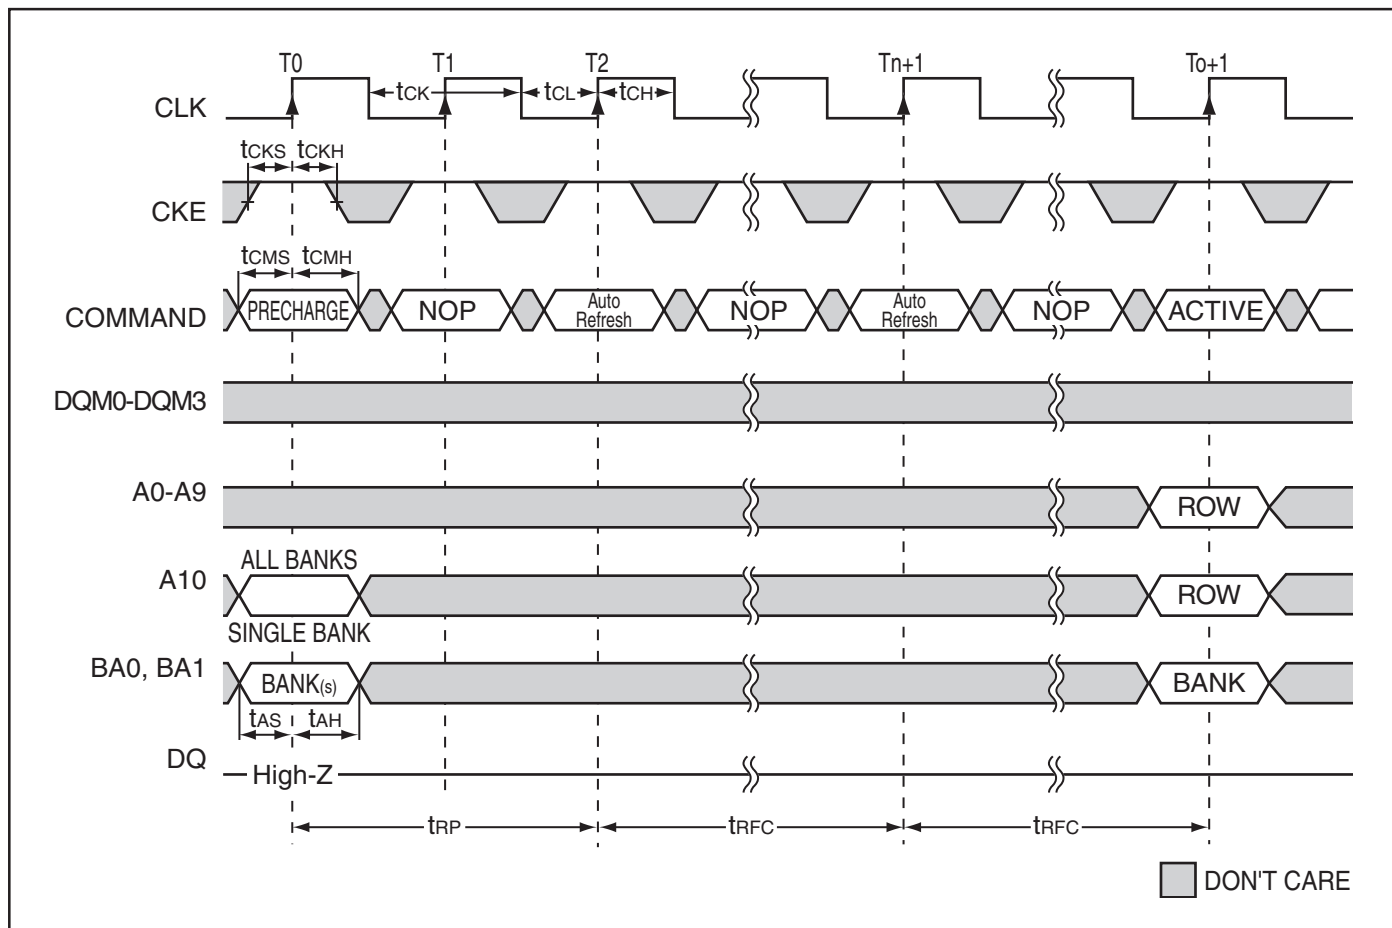 T0 T1 T2 Tn+1 To+1
CLK tCK tCL tCH
tCKS tCKH
CKE
tCMS tCMH
COMMAND PRECHARGE NOP Auto Refresh NOP Auto Refresh NOP ACTIVE
DQM0-DQM3
A0-A9 ROW
ALL BANKS
A10 ROW
SINGLE BANK
BA0, BA1 BANK(s) BANK
tAS tAH
DQ High-Z
tRP tRFC tRFC
DON'T CARE